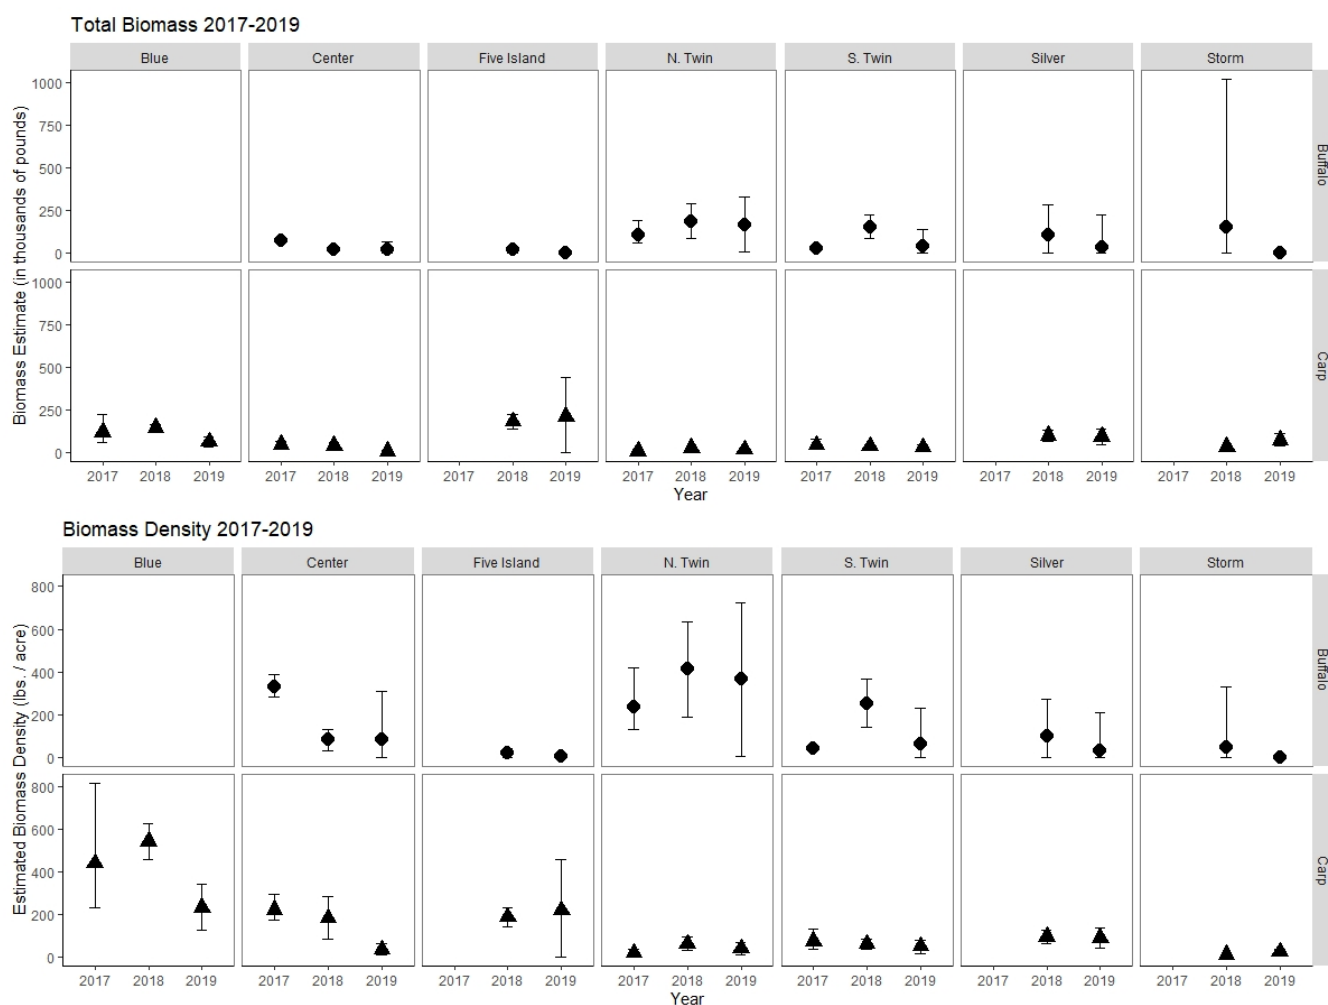 Total Biomass 2017-2019
Blue Center Five Island N. Twin S. Twin Silver Storm
Biomass Estimate (in thousands of pounds)
1000
750
500
250
0
Buffalo
1000
750
500
250
0
Carp
2017 2018 2019 2017 2018 2019 2017 2018 2019 2017 2018 2019 2017 2018 2019 2017 2018 2019 2017 2018 2019
Year
Biomass Density 2017-2019
Blue Center Five Island N. Twin S. Twin Silver Storm
Estimated Biomass Density (lbs. / acre)
800
600
400
200
0
Buffalo
800
600
400
200
0
Carp
2017 2018 2019 2017 2018 2019 2017 2018 2019 2017 2018 2019 2017 2018 2019 2017 2018 2019 2017 2018 2019
Year